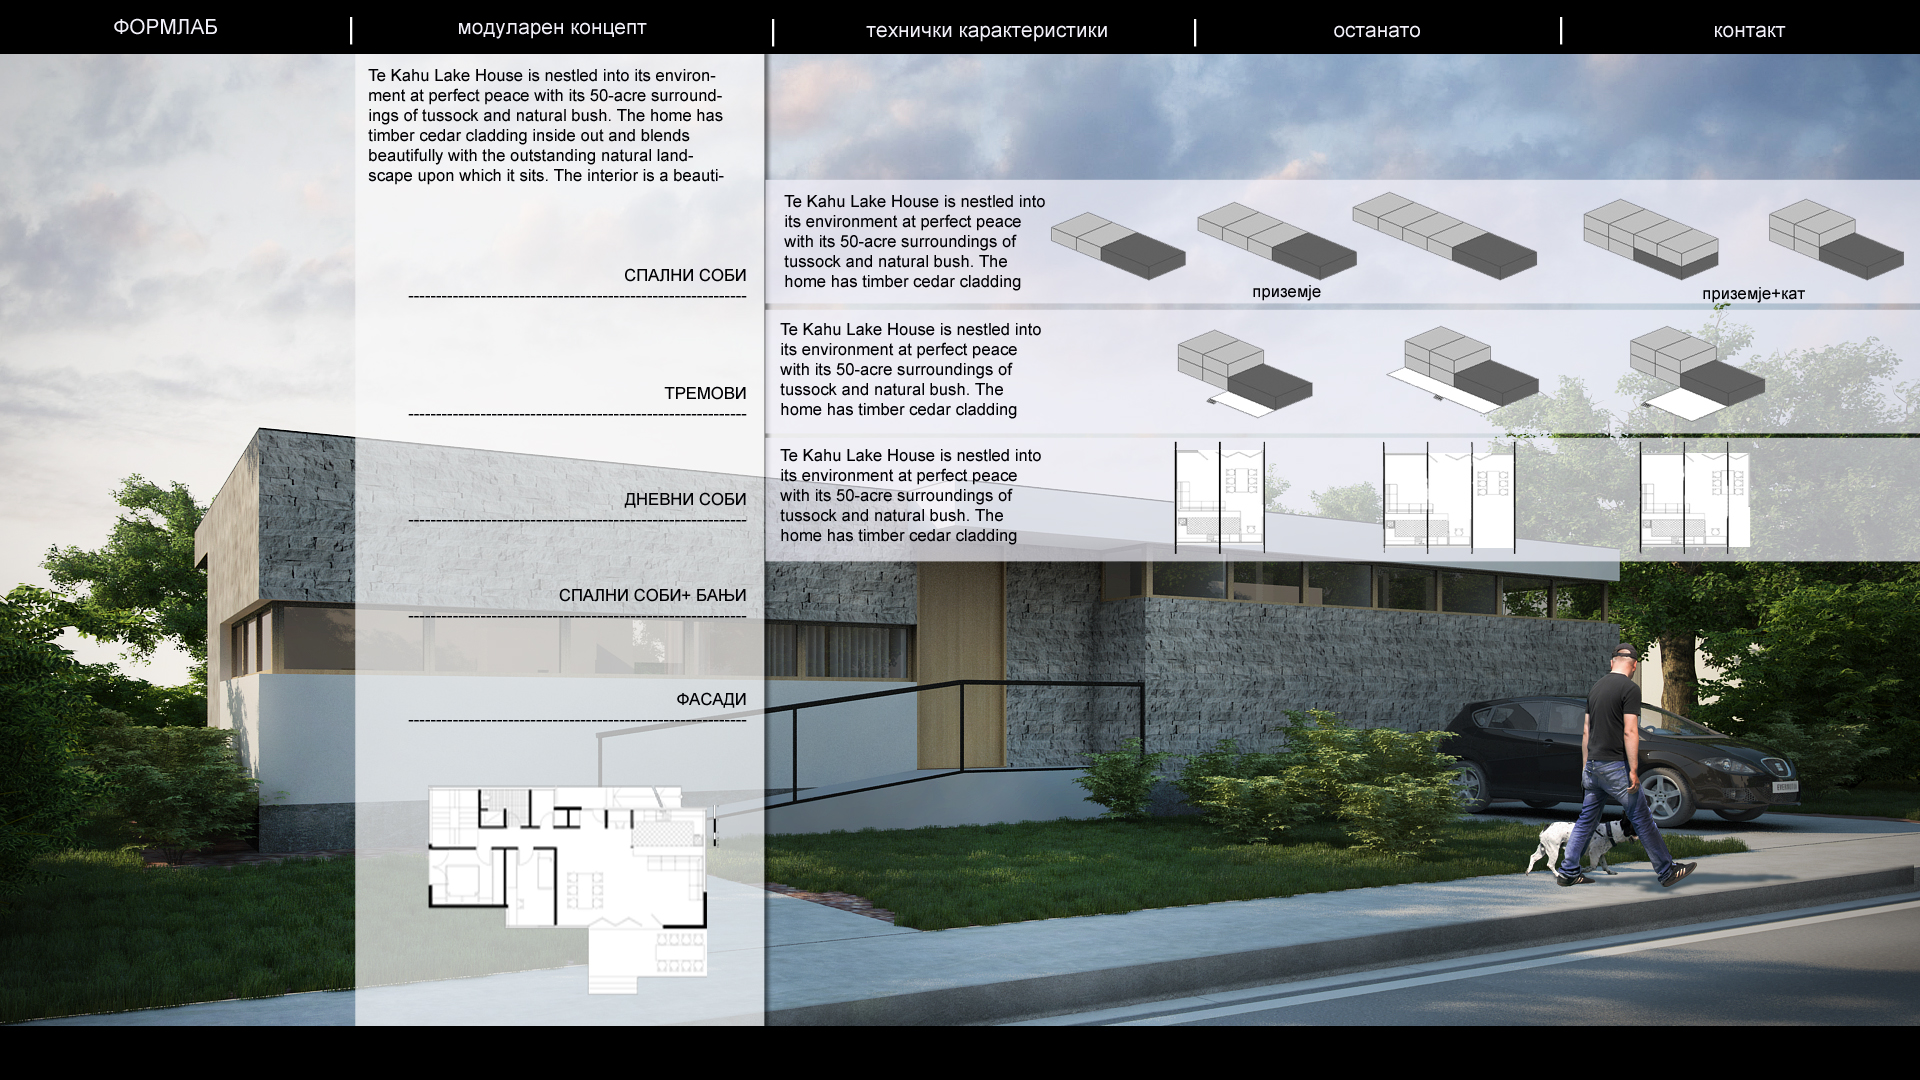 ФОРМЛАБ
модуларен концепт
технички карактеристики
останато
контакт
Te Kahu Lake House is nestled into its environ-
ment at perfect peace with its 50-acre surround-
ings of tussock and natural bush. The home has
timber cedar cladding inside out and blends
beautifully with the outstanding natural land-
scape upon which it sits. The interior is a beauti-
СПАЛНИ СОБИ
ТРЕМОВИ
ДНЕВНИ СОБИ
СПАЛНИ СОБИ+ БАЊИ
ФАСАДИ
Te Kahu Lake House is nestled into
its environment at perfect peace
with its 50-acre surroundings of
tussock and natural bush. The
home has timber cedar cladding
приземје
приземје+кат
Te Kahu Lake House is nestled into
its environment at perfect peace
with its 50-acre surroundings of
tussock and natural bush. The
home has timber cedar cladding
Te Kahu Lake House is nestled into
its environment at perfect peace
with its 50-acre surroundings of
tussock and natural bush. The
home has timber cedar cladding